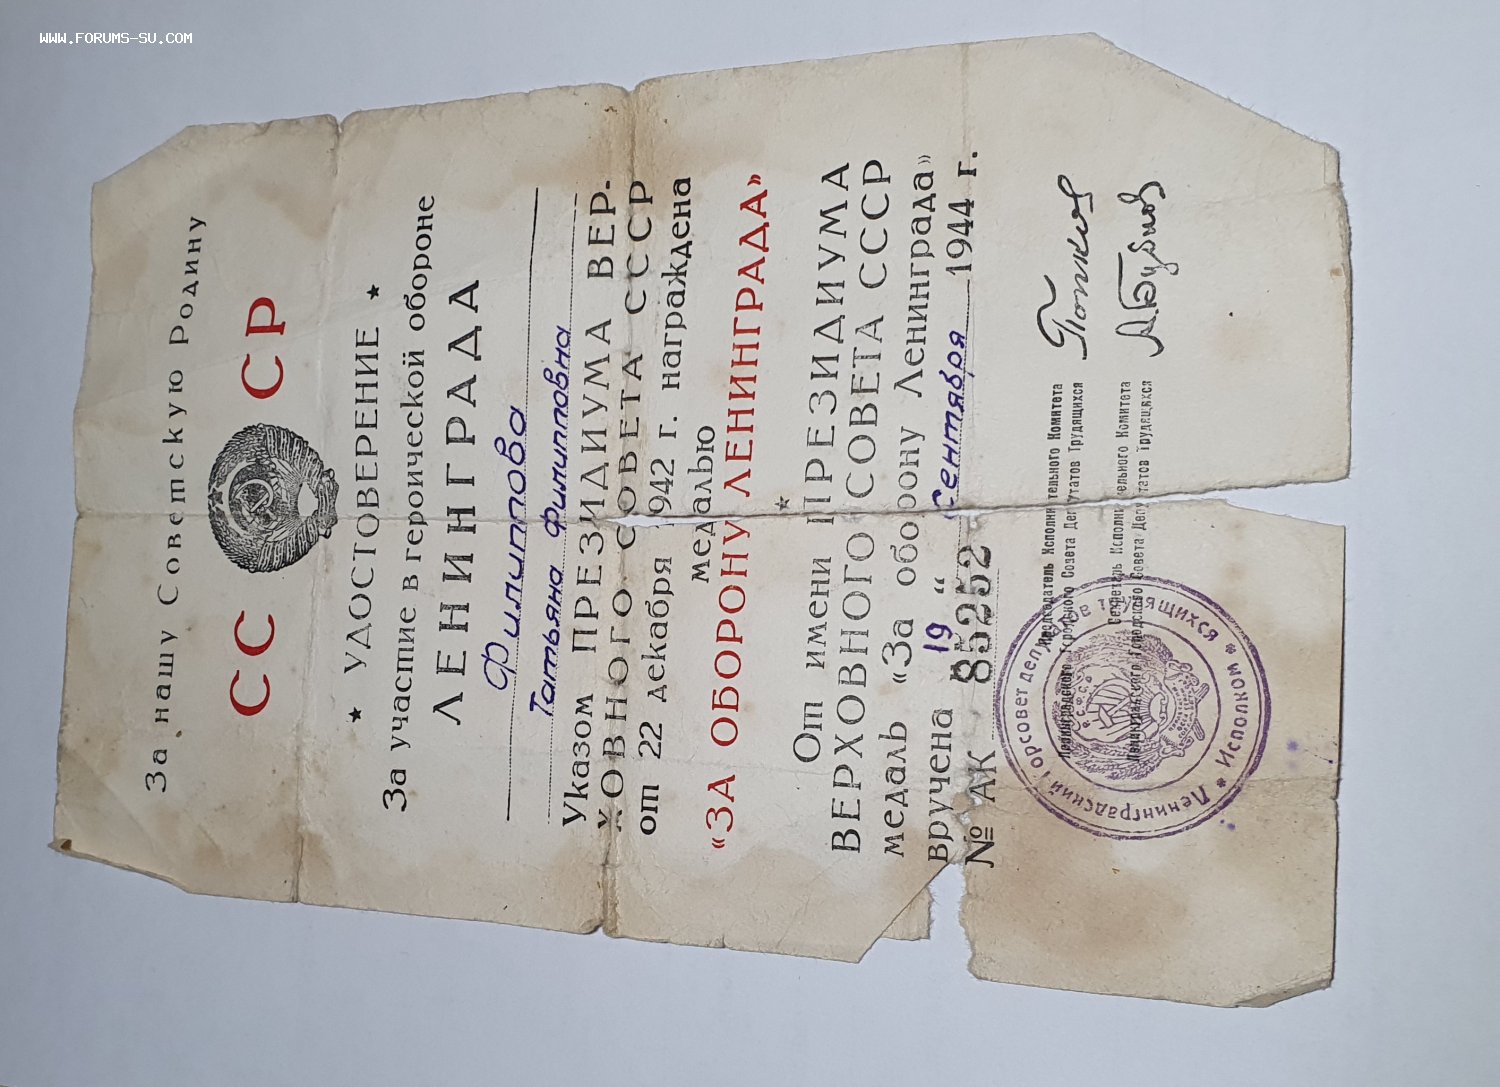 WWW.FORUMS-SU.COM
За нашу Советскую Родину
СС СР
★ УДОСТОВЕРЕНИЕ ★
За участие в героической обороне
ЛЕНИНГРАДА
Филиппова
Татьяна Филипповна
Указом ПРЕЗИДИУМА ВЕР-
ХОВНОГО СОВЕТА СССР
от 22 декабря 942 г. награждена
медалью
«ЗА ОБОРОНУ ЛЕНИНГРАДА»
От имени ПРЕЗИДИУМА
ВЕРХОВНОГО СОВЕТА СССР
медаль «За оборону Ленинграда»
вручена 19 “ Сентября 1944 г.
№ АК 85252
Председатель Исполнительного Комитета
Ленинградского городского Совета Депутатов Трудящихся
Попков
Секретарь Исполнительного Комитета
Ленинградского городского Совета Депутатов Трудящихся
А. Бубнов
Ленинградский горсовет депутатов трудящихся * Исполком *